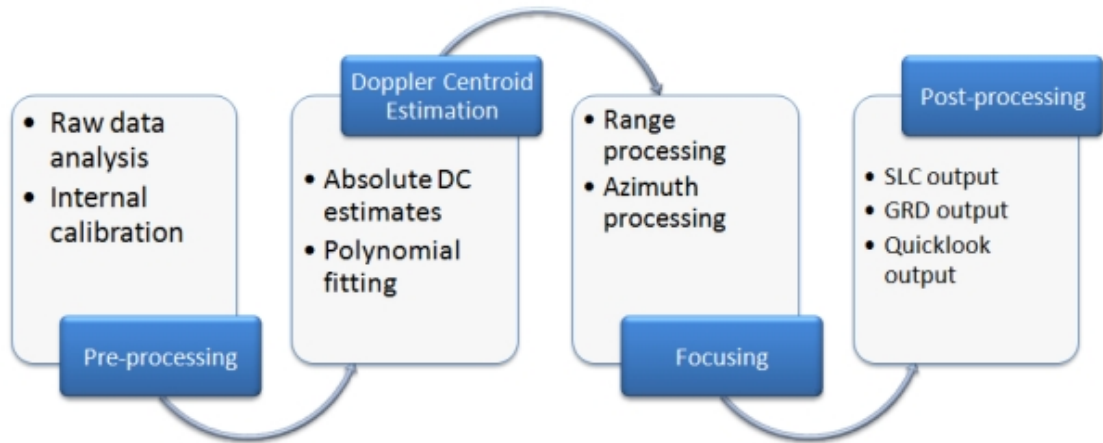 • Raw data
analysis
• Internal
calibration
Pre-processing
Doppler Centroid
Estimation
• Absolute DC
estimates
• Polynomial
fitting
• Range
processing
• Azimuth
processing
Focusing
Post-processing
• SLC output
• GRD output
• Quicklook
output